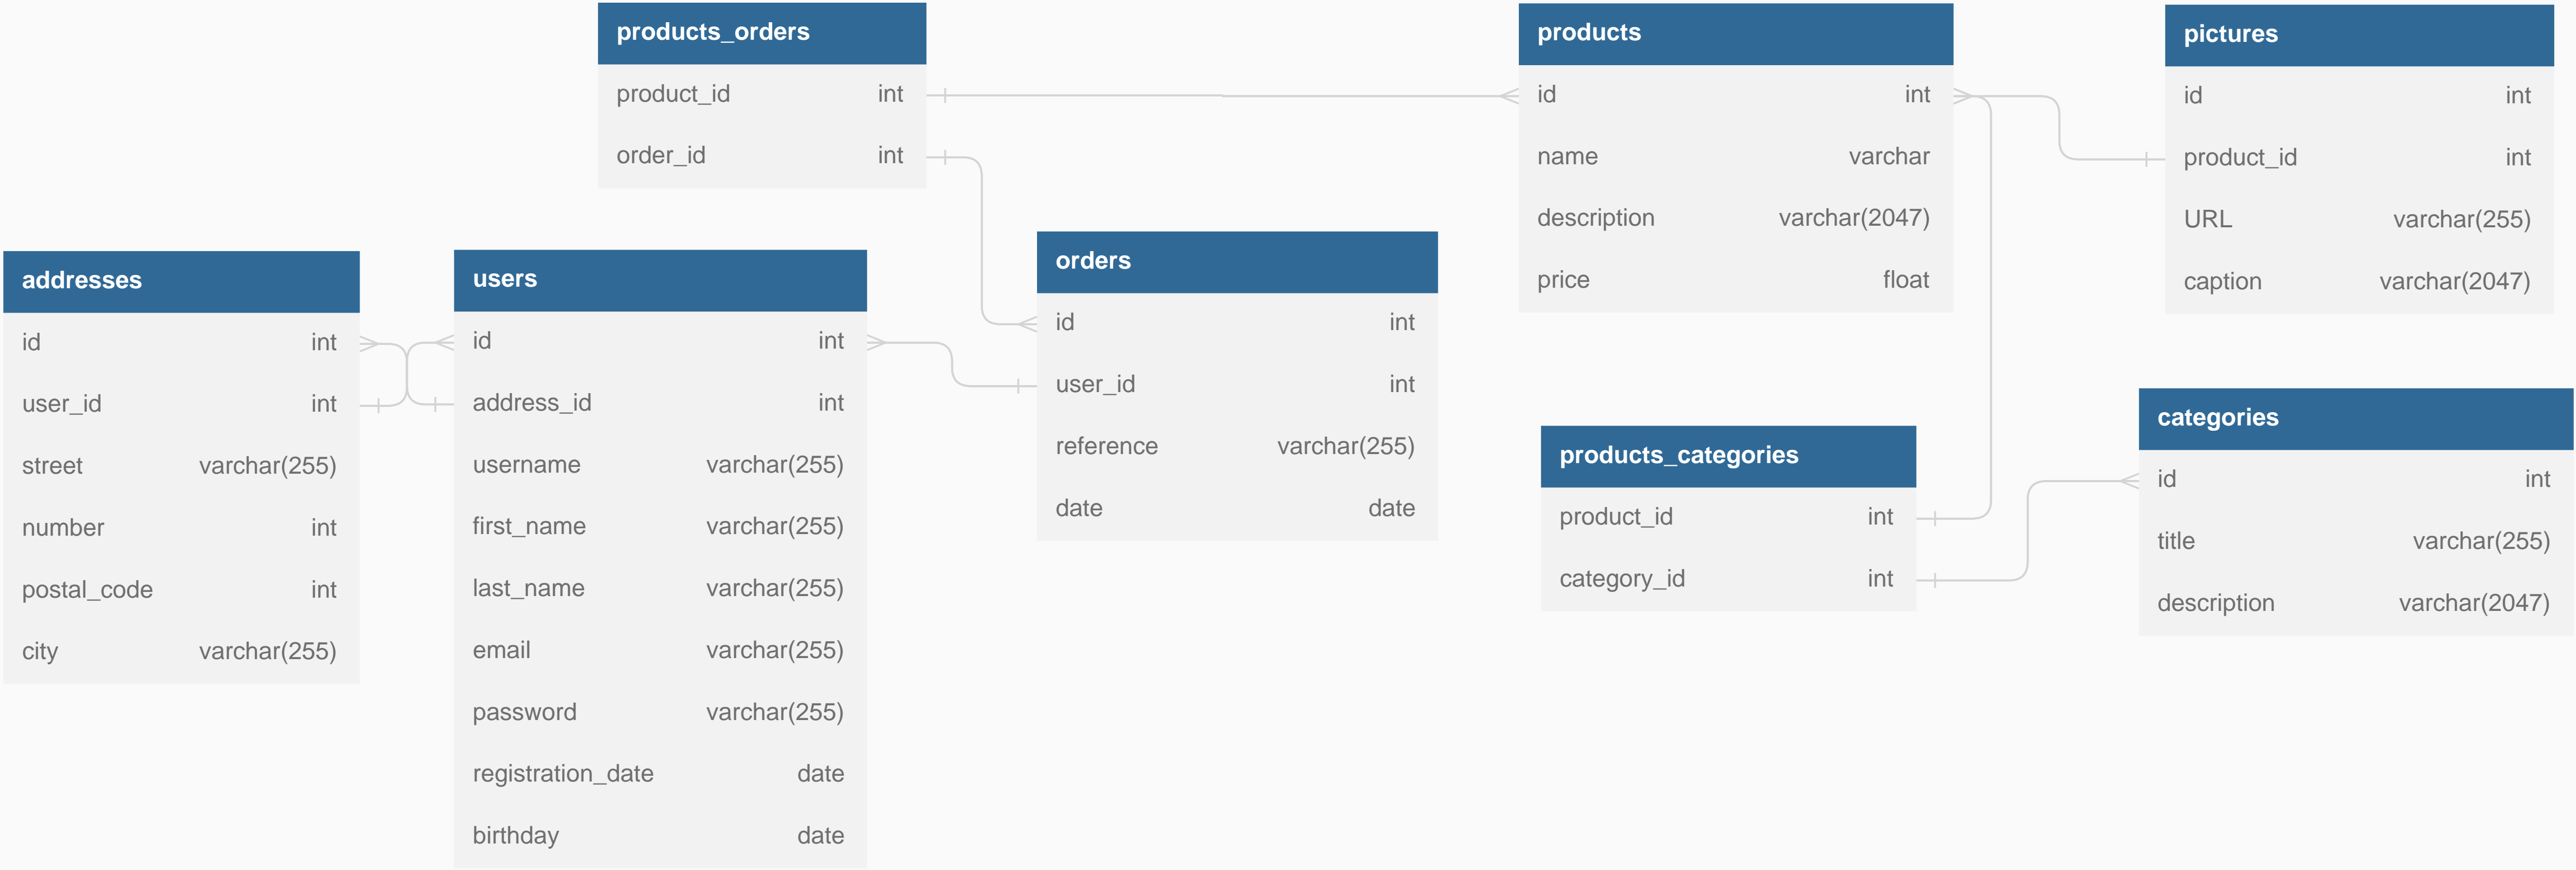 products_orders
product_id int
order_id int
products
id int
name varchar
description varchar(2047)
price float
pictures
id int
product_id int
URL varchar(255)
caption varchar(2047)
addresses
id int
user_id int
street varchar(255)
number int
postal_code int
city varchar(255)
users
id int
address_id int
username varchar(255)
first_name varchar(255)
last_name varchar(255)
email varchar(255)
password varchar(255)
registration_date date
birthday date
orders
id int
user_id int
reference varchar(255)
date date
products_categories
product_id int
category_id int
categories
id int
title varchar(255)
description varchar(2047)